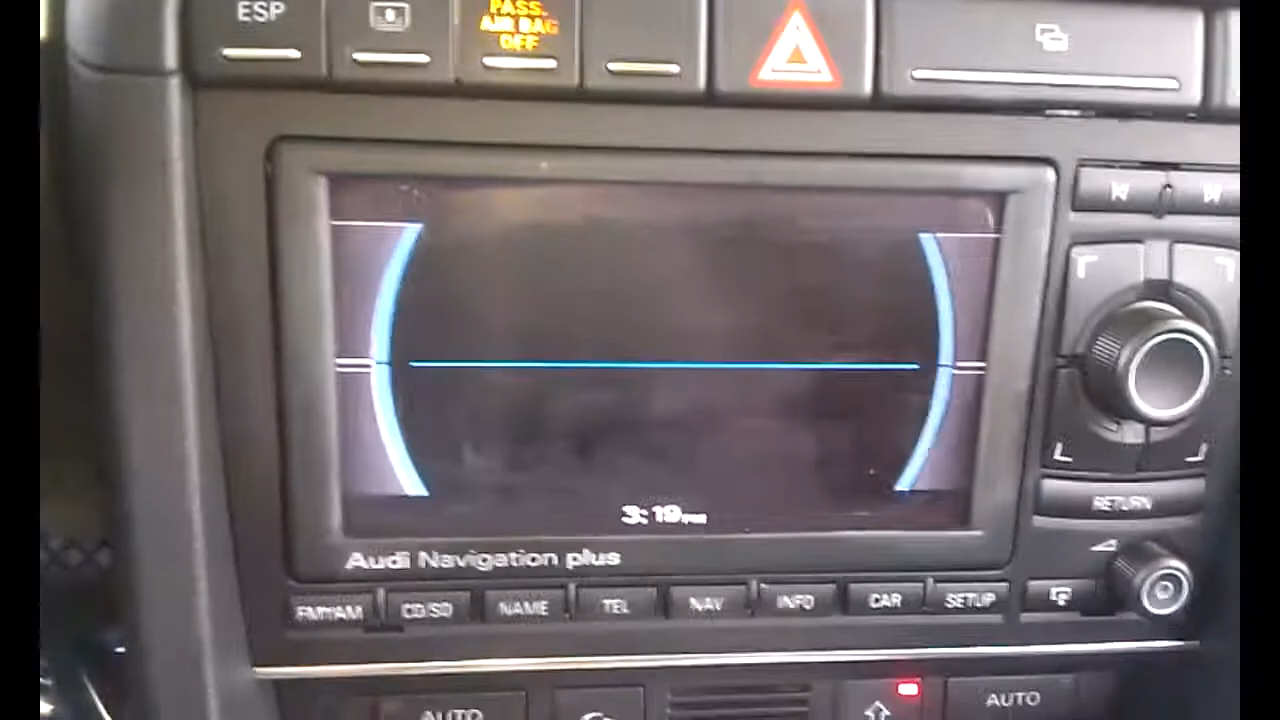 ESP
PASS.
AIR BAG
OFF
3:19PM
Audi Navigation plus
FM/AM
CD/SD
NAME
TEL
NAV
INFO
CAR
SETUP
RETURN
AUTO
AUTO